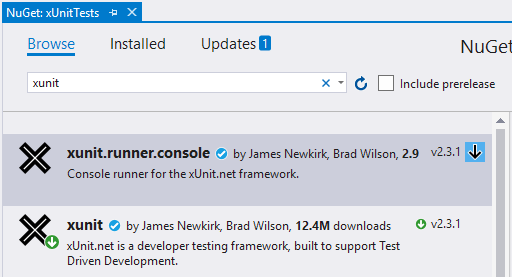 NuGet: xUnitTests
Browse Installed Updates 1 NuGet
xunit Include prerelease
xunit.runner.console by James Newkirk, Brad Wilson, 2.9 v2.3.1
Console runner for the xUnit.net framework.
xunit by James Newkirk, Brad Wilson, 12.4M downloads v2.3.1
xUnit.net is a developer testing framework, built to support Test
Driven Development.